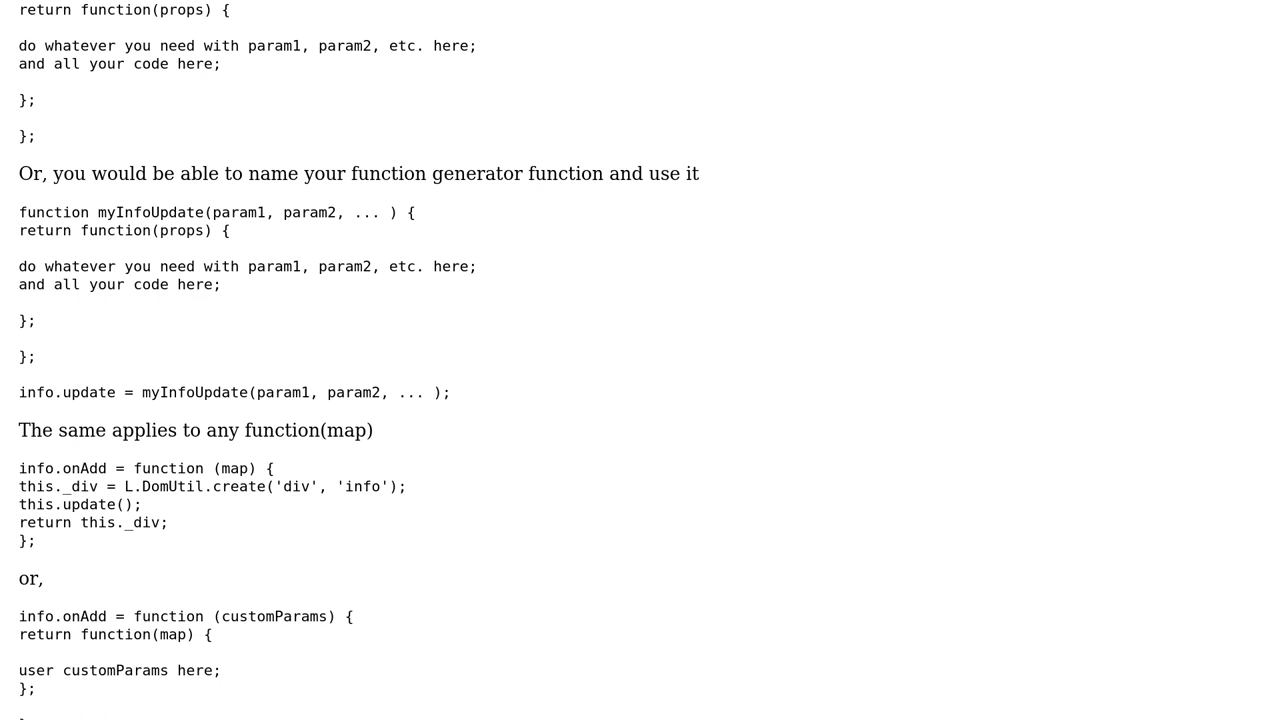 return function(props) {
do whatever you need with param1, param2, etc. here;
and all your code here;
};
};
Or, you would be able to name your function generator function and use it
function myInfoUpdate(param1, param2, ... ) {
return function(props) {
do whatever you need with param1, param2, etc. here;
and all your code here;
};
};
info.update = myInfoUpdate(param1, param2, ... );
The same applies to any function(map)
info.onAdd = function (map) {
this._div = L.DomUtil.create('div', 'info');
this.update();
return this._div;
};
or,
info.onAdd = function (customParams) {
return function(map) {
user customParams here;
};